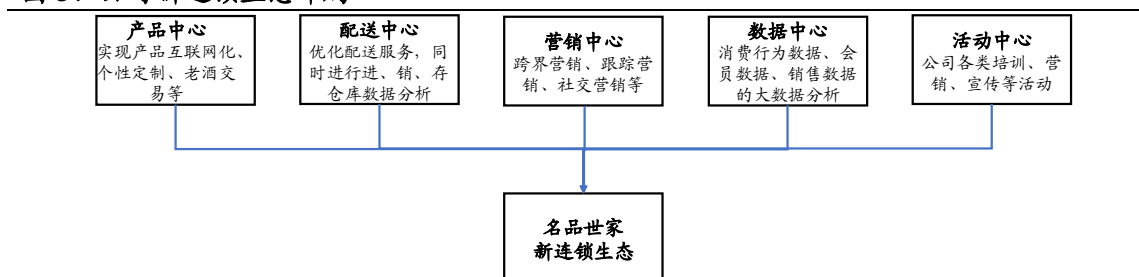 产品中心
实现产品互联网化、
个性定制、老酒交
易等
配送中心
优化配送服务，同
时进行进、销、存
仓库数据分析
营销中心
跨界营销、跟踪营
销、社交营销等
数据中心
消费行为数据、会
员数据、销售数据
的大数据分析
活动中心
公司各类培训、营
销、宣传等活动
名品世家
新连锁生态